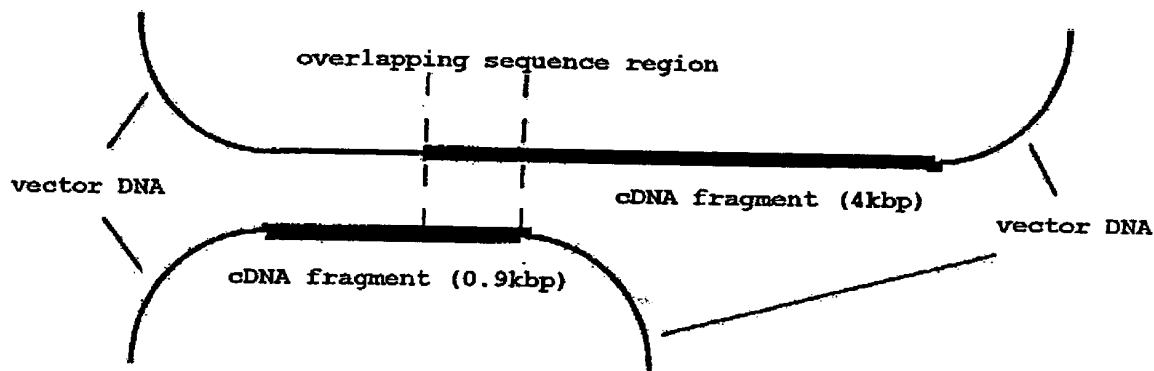 overlapping sequence region
vector DNA
cDNA fragment (4kbp)
vector DNA
cDNA fragment (0.9kbp)